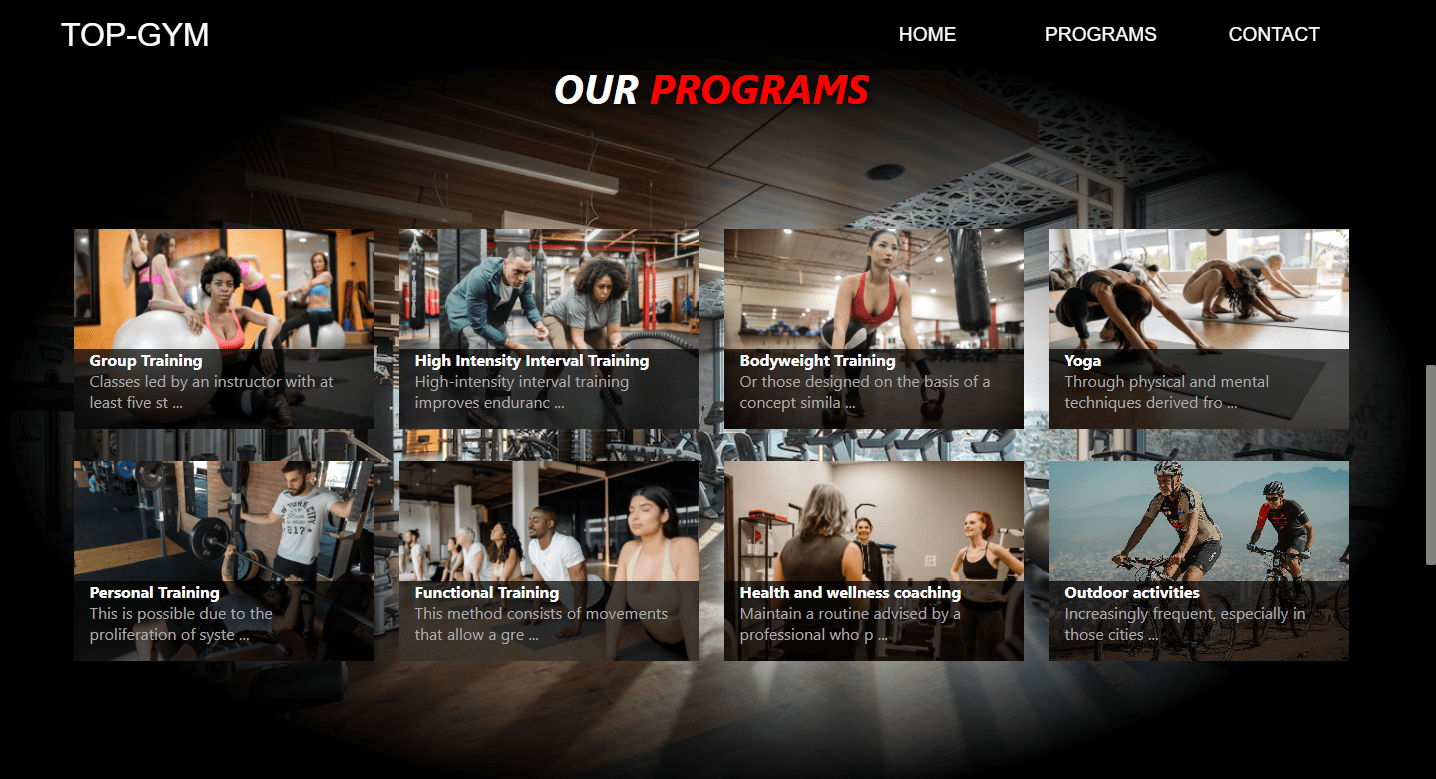 TOP-GYM
HOME PROGRAMS CONTACT
OUR PROGRAMS
Group Training
Classes led by an instructor with at
least five st ...
High Intensity Interval Training
High-intensity interval training
improves enduranc ...
Bodyweight Training
Or those designed on the basis of a
concept simila ...
Yoga
Through physical and mental
techniques derived fro ...
Personal Training
This is possible due to the
proliferation of syste ...
Functional Training
This method consists of movements
that allow a gre ...
Health and wellness coaching
Maintain a routine advised by a
professional who p ...
Outdoor activities
Increasingly frequent, especially in
those cities ...